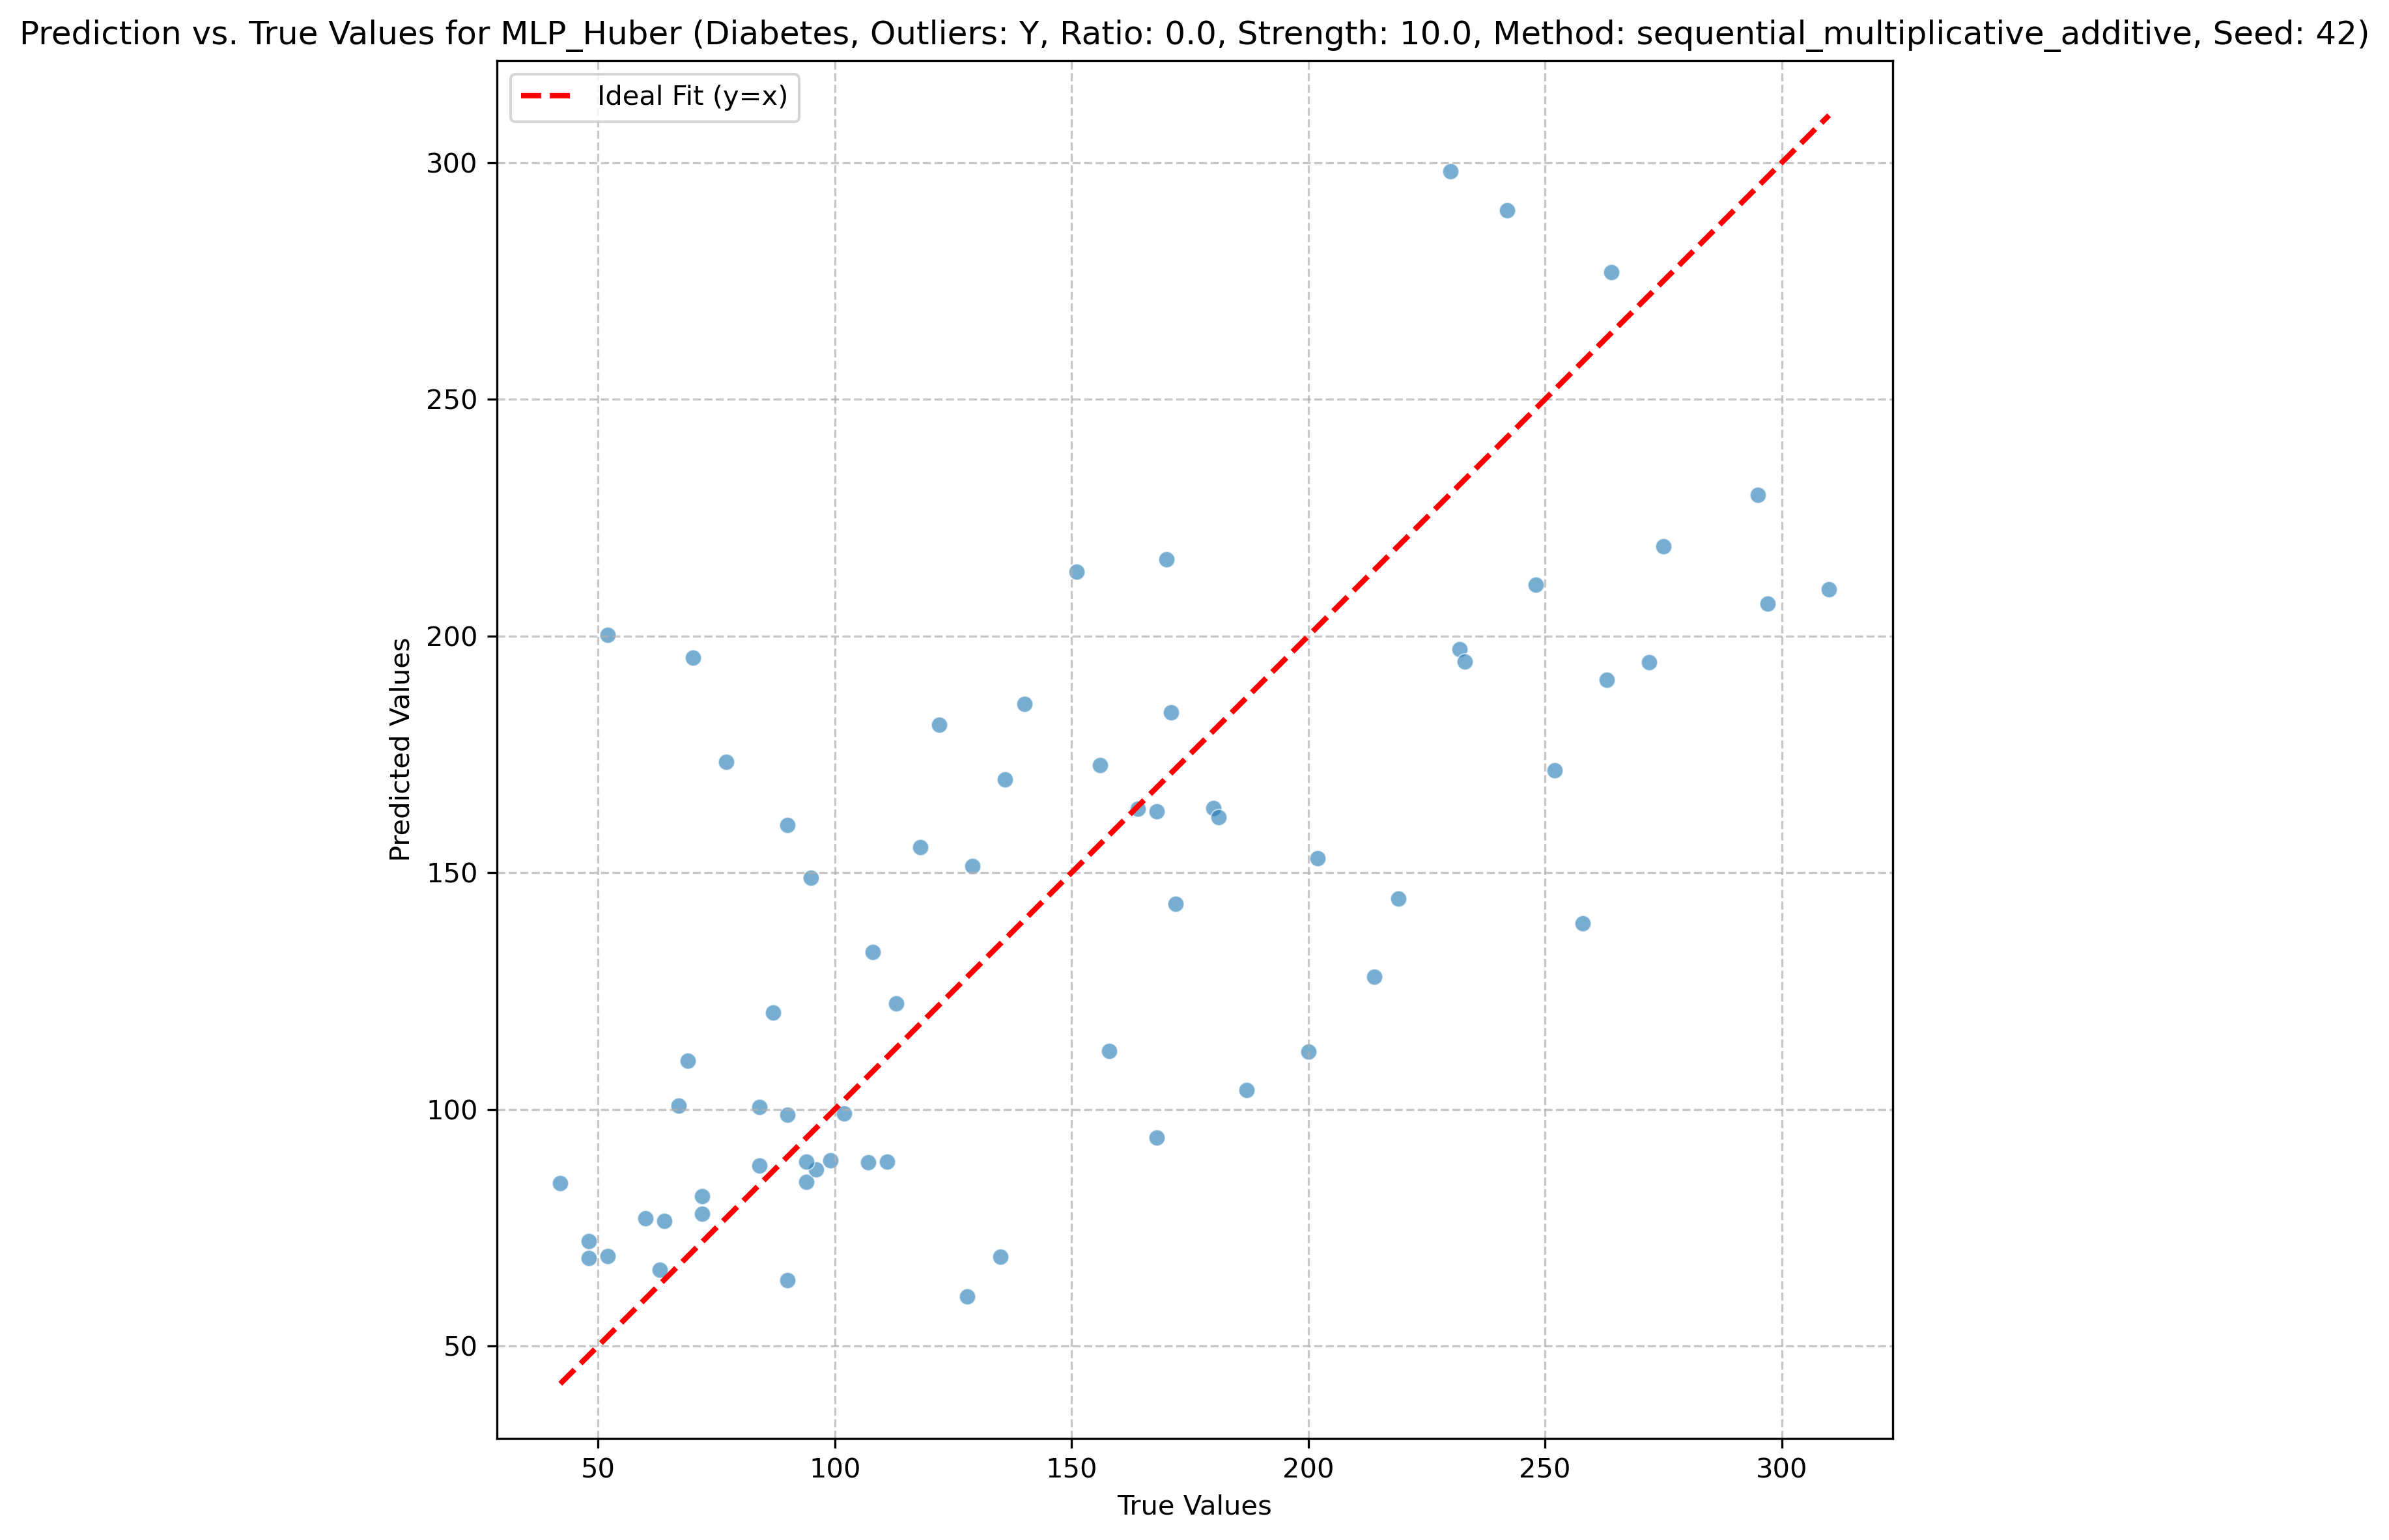 Prediction vs. True Values for MLP_Huber (Diabetes, Outliers: Y, Ratio: 0.0, Strength: 10.0, Method: sequential_multiplicative_additive, Seed: 42)
Ideal Fit (y=x)
300
250
200
150
100
50
Predicted Values
50 100 150 200 250 300
True Values